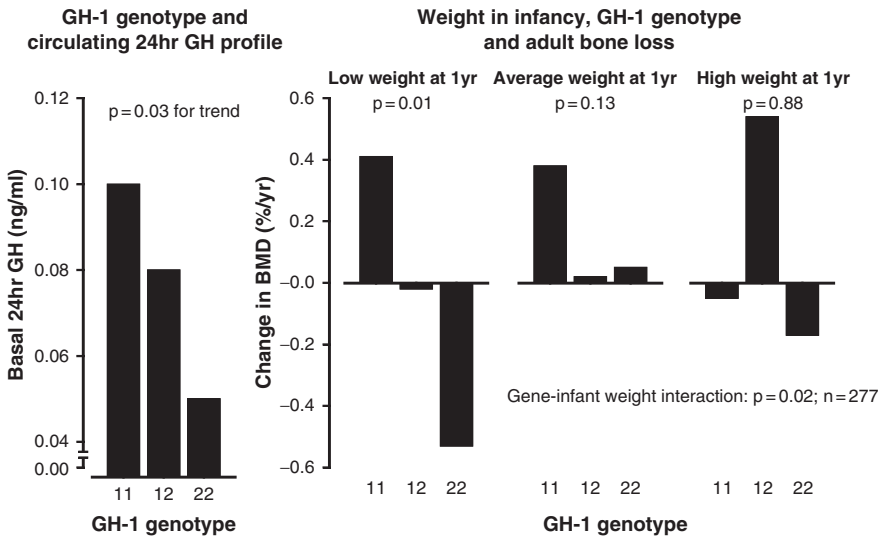 GH-1 genotype and
circulating 24hr GH profile
p=0.03 for trend
Basal 24hr GH (ng/ml)
0.12
0.10
0.08
0.06
0.04
0.00
11 12 22
GH-1 genotype
Weight in infancy, GH-1 genotype
and adult bone loss
Low weight at 1yr Average weight at 1yr High weight at 1yr
p=0.01 p=0.13 p=0.88
Change in BMD (%/yr)
0.6
0.4
0.2
–0.0
–0.2
–0.4
–0.6
Gene-infant weight interaction: p=0.02; n=277
11 12 22 11 12 22 11 12 22
GH-1 genotype